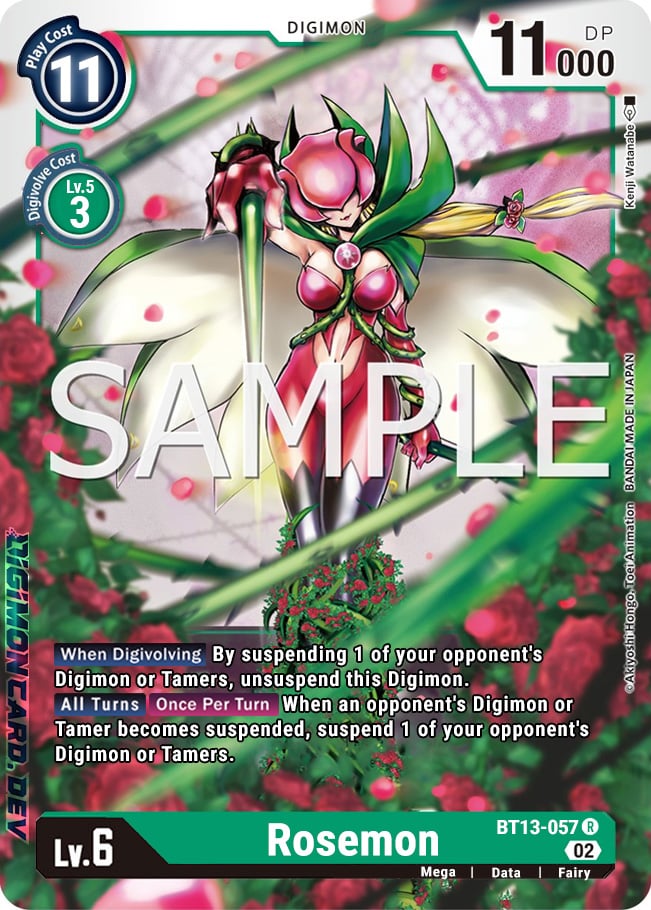 DIGIMON
Play Cost
11
DP
11000
Digivolve Cost
Lv.5
3
Kenji Watanabe
SAMPLE
©Akiyoshi Hongo, Toei Animation BANDAI MADE IN JAPAN
DIGIMONCARD.DEV
When Digivolving By suspending 1 of your opponent's
Digimon or Tamers, unsuspend this Digimon.
All Turns Once Per Turn When an opponent's Digimon or
Tamer becomes suspended, suspend 1 of your opponent's
Digimon or Tamers.
Lv.6
Rosemon
BT13-057 R
02
Mega | Data | Fairy